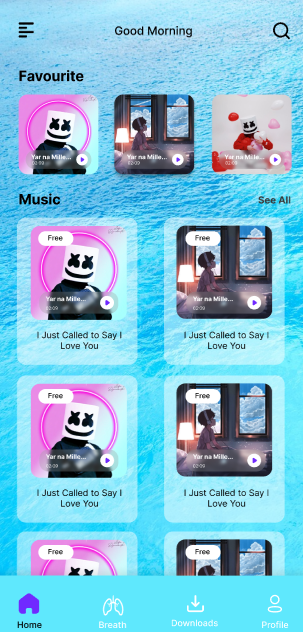 Good Morning
Favourite
Yar na Mille...
02:09
Yar na Mille...
02:09
Yar na Mille...
02:09
Music
See All
Free
Yar na Mille...
02:09
I Just Called to Say I
Love You
Free
Yar na Mille...
02:09
I Just Called to Say I
Love You
Free
Yar na Mille...
02:09
I Just Called to Say I
Love You
Free
Yar na Mille...
02:09
I Just Called to Say I
Love You
Free
Free
Home
Breath
Downloads
Profile